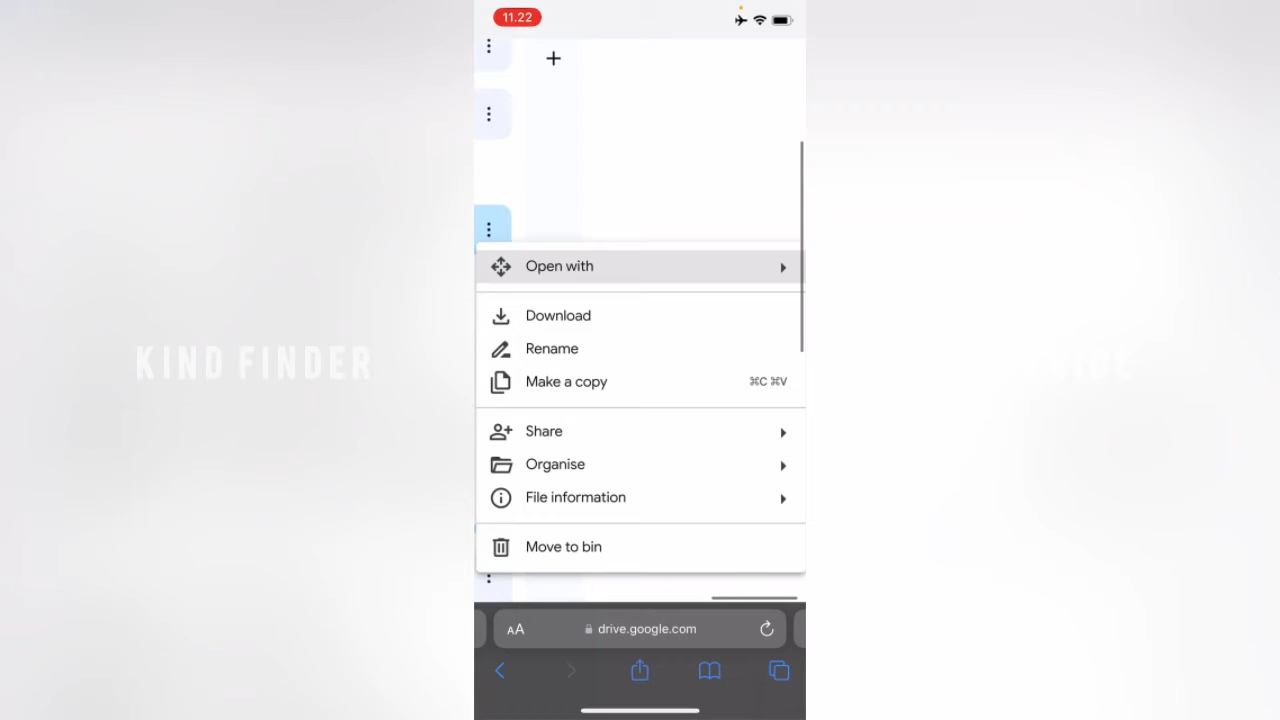 11.22
Open with
Download
Rename
Make a copy ⌘C ⌘V
Share
Organise
File information
Move to bin
KIND FINDER
AA drive.google.com